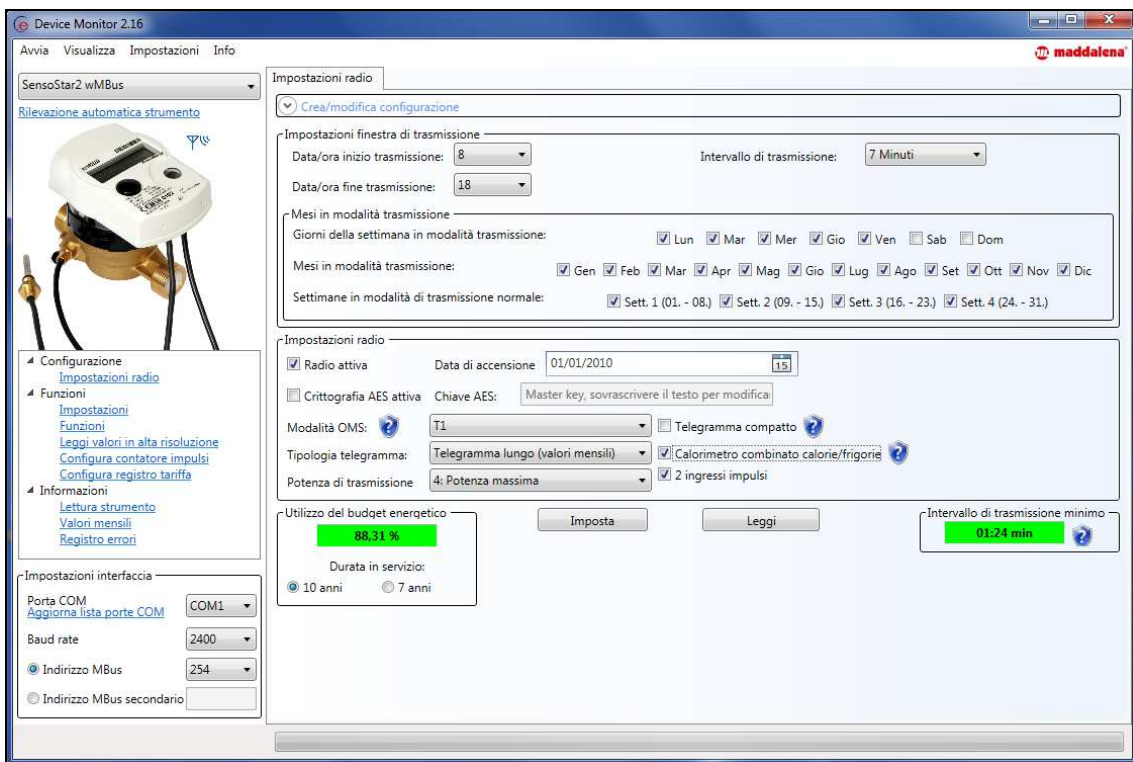 Device Monitor 2.16
Avvia Visualizza Impostazioni Info
maddalena
SensoStar2 wMBus
Rilevazione automatica strumento
Configurazione
Impostazioni radio
Funzioni
Impostazioni
Funzioni
Leggi valori in alta risoluzione
Configura contatore impulsi
Configura registro tariffa
Informazioni
Lettura strumento
Valori mensili
Registro errori
Impostazioni interfaccia
Porta COM
Aggiorna lista porte COM
COM1
Baud rate 2400
Indirizzo MBus 254
Indirizzo MBus secondario
Impostazioni radio
Crea/modifica configurazione
Impostazioni finestra di trasmissione
Data/ora inizio trasmissione: 8 Intervallo di trasmissione: 7 Minuti
Data/ora fine trasmissione: 18
Mesi in modalità trasmissione
Giorni della settimana in modalità trasmissione: Lun Mar Mer Gio Ven Sab Dom
Mesi in modalità trasmissione: Gen Feb Mar Apr Mag Gio Lug Ago Set Ott Nov Dic
Settimane in modalità di trasmissione normale: Sett. 1 (01. - 08.) Sett. 2 (09. - 15.) Sett. 3 (16. - 23.) Sett. 4 (24. - 31.)
Impostazioni radio
Radio attiva Data di accensione 01/01/2010 15
Crittografia AES attiva Chiave AES: Master key, sovrascrivere il testo per modifica
Modalità OMS: T1 Telegramma compatto
Tipologia telegramma: Telegramma lungo (valori mensili) Calorimetro combinato calorie/frigorie
Potenza di trasmissione 4: Potenza massima 2 ingressi impulsi
Utilizzo del budget energetico
88,31 %
Durata in servizio:
10 anni 7 anni
Imposta Leggi
Intervallo di trasmissione minimo
01:24 min